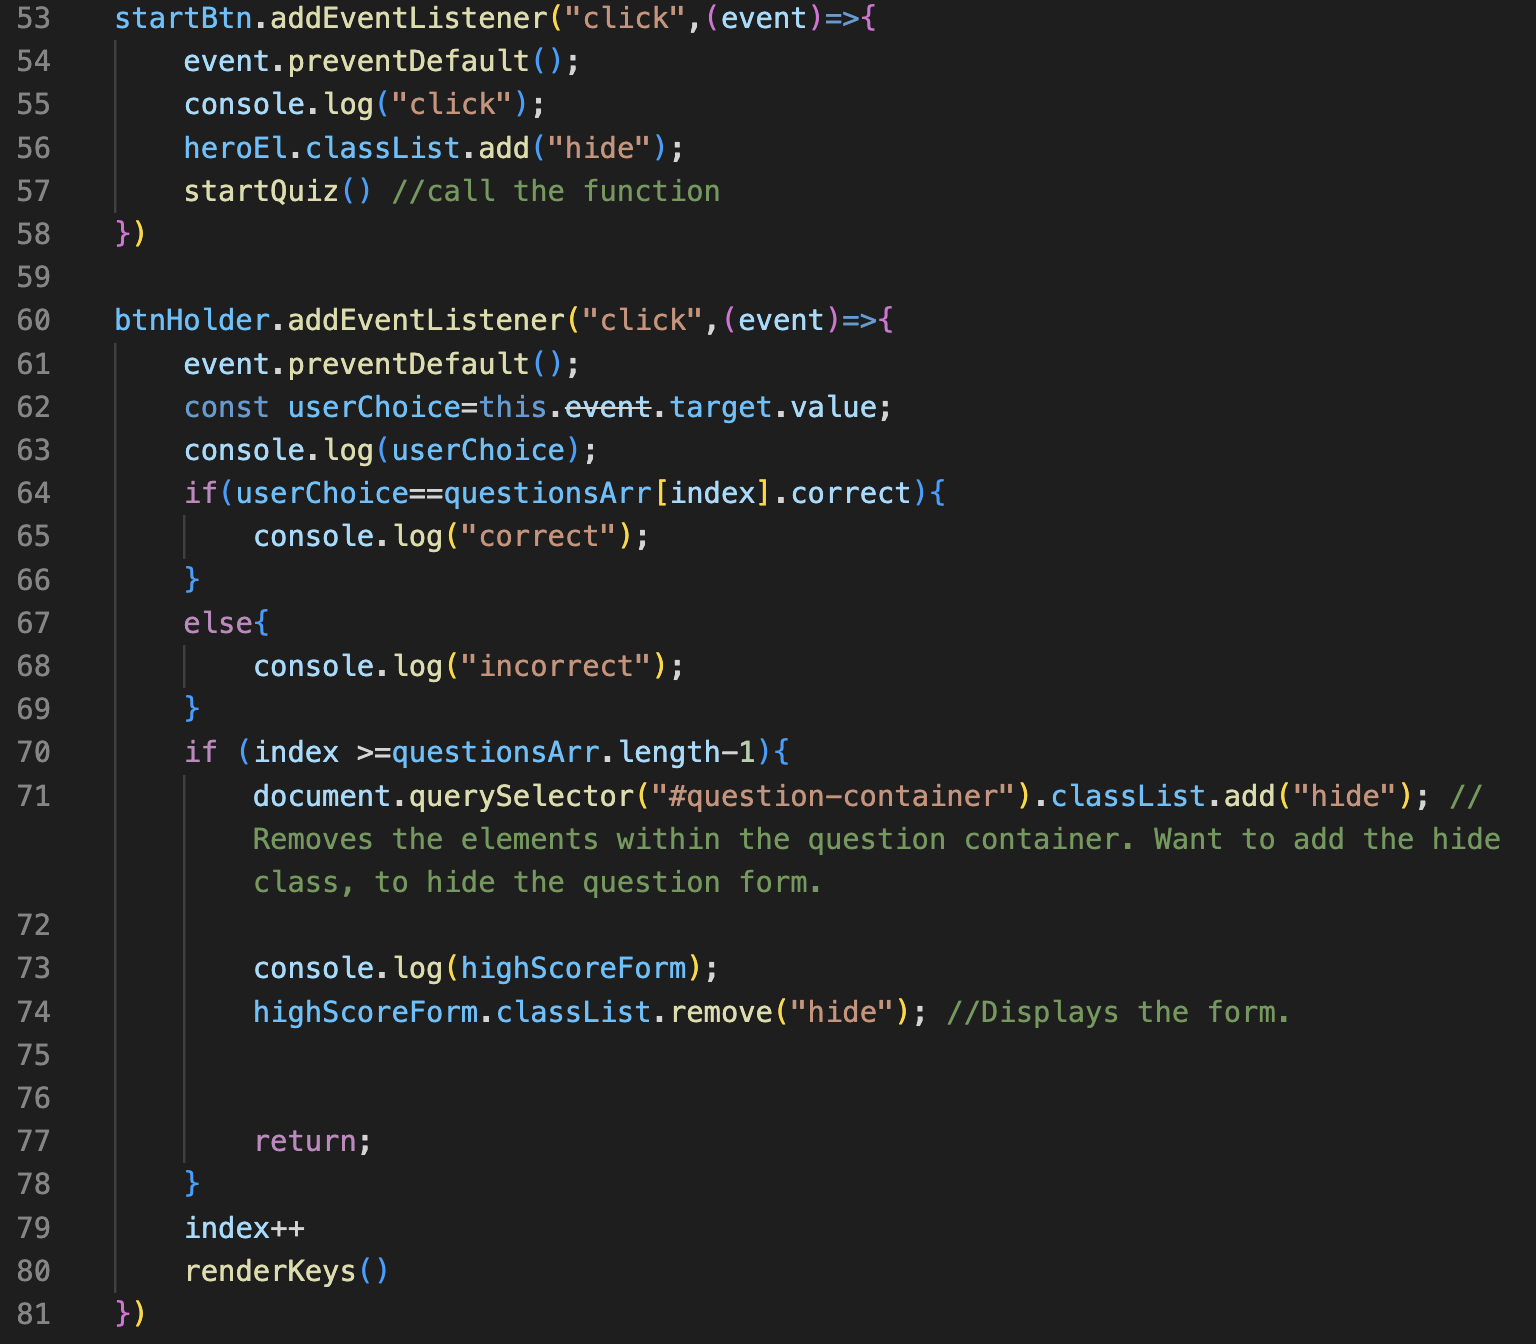 53 startBtn.addEventListener("click",(event)=>{
54 event.preventDefault();
55 console.log("click");
56 heroEl.classList.add("hide");
57 startQuiz() //call the function
58 })
59
60 btnHolder.addEventListener("click",(event)=>{
61 event.preventDefault();
62 const userChoice=this.event.target.value;
63 console.log(userChoice);
64 if(userChoice==questionsArr[index].correct){
65 console.log("correct");
66 }
67 else{
68 console.log("incorrect");
69 }
70 if (index >=questionsArr.length-1){
71 document.querySelector("#question-container").classList.add("hide"); //
Removes the elements within the question container. Want to add the hide
class, to hide the question form.
72
73 console.log(highScoreForm);
74 highScoreForm.classList.remove("hide"); //Displays the form.
75
76
77 return;
78 }
79 index++
80 renderKeys()
81 })